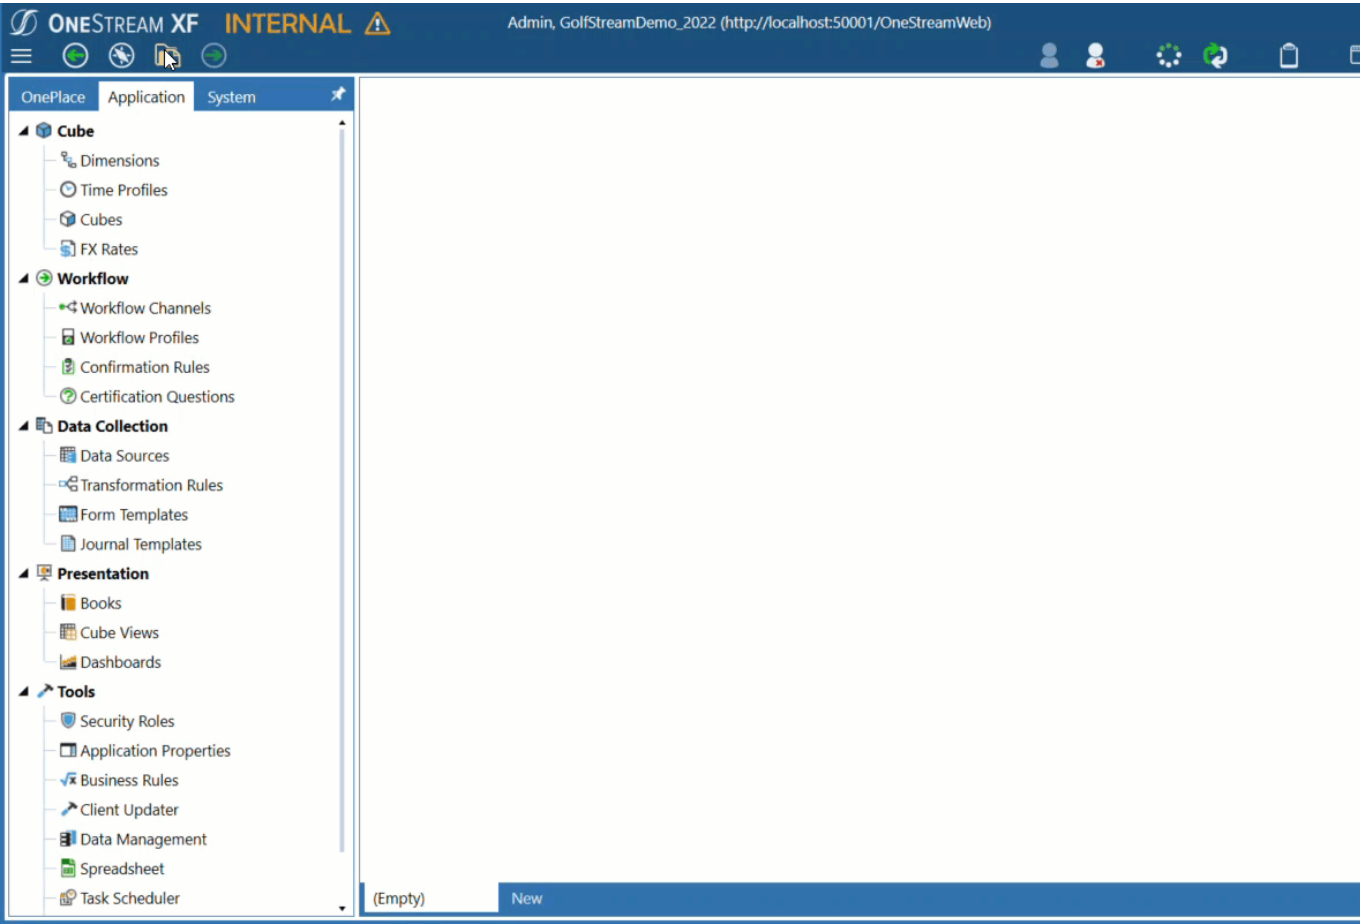 ONESTREAM XF INTERNAL
Admin, GolfStreamDemo_2022 (http://localhost:50001/OneStreamWeb)
OnePlace Application System
Cube
Dimensions
Time Profiles
Cubes
FX Rates
Workflow
Workflow Channels
Workflow Profiles
Confirmation Rules
Certification Questions
Data Collection
Data Sources
Transformation Rules
Form Templates
Journal Templates
Presentation
Books
Cube Views
Dashboards
Tools
Security Roles
Application Properties
Business Rules
Client Updater
Data Management
Spreadsheet
Task Scheduler
(Empty) New